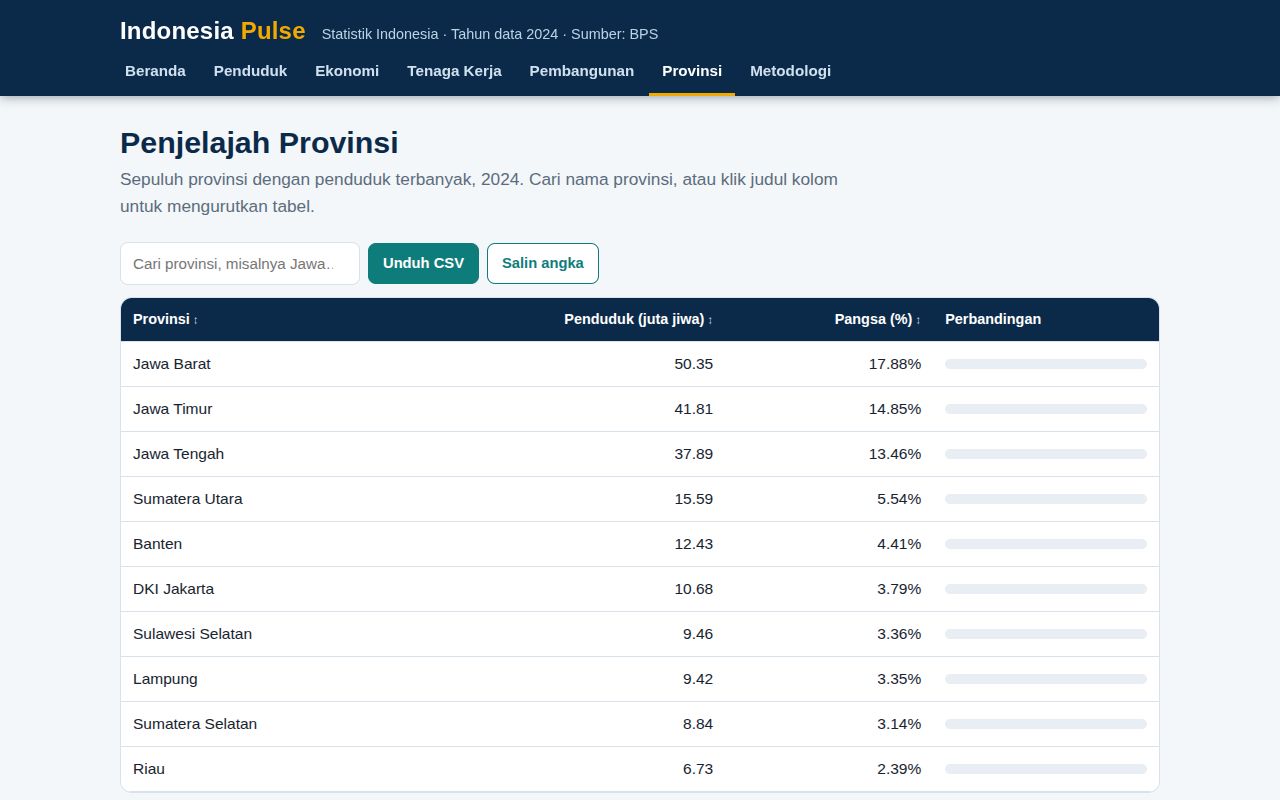 Indonesia Pulse Statistik Indonesia · Tahun data 2024 · Sumber: BPS
Beranda Penduduk Ekonomi Tenaga Kerja Pembangunan Provinsi Metodologi
Penjelajah Provinsi
Sepuluh provinsi dengan penduduk terbanyak, 2024. Cari nama provinsi, atau klik judul kolom
untuk mengurutkan tabel.
Cari provinsi, misalnya Jawa.. Unduh CSV Salin angka
Provinsi ↕ Penduduk (juta jiwa) ↕ Pangsa (%) ↕ Perbandingan
Jawa Barat 50.35 17.88%
Jawa Timur 41.81 14.85%
Jawa Tengah 37.89 13.46%
Sumatera Utara 15.59 5.54%
Banten 12.43 4.41%
DKI Jakarta 10.68 3.79%
Sulawesi Selatan 9.46 3.36%
Lampung 9.42 3.35%
Sumatera Selatan 8.84 3.14%
Riau 6.73 2.39%